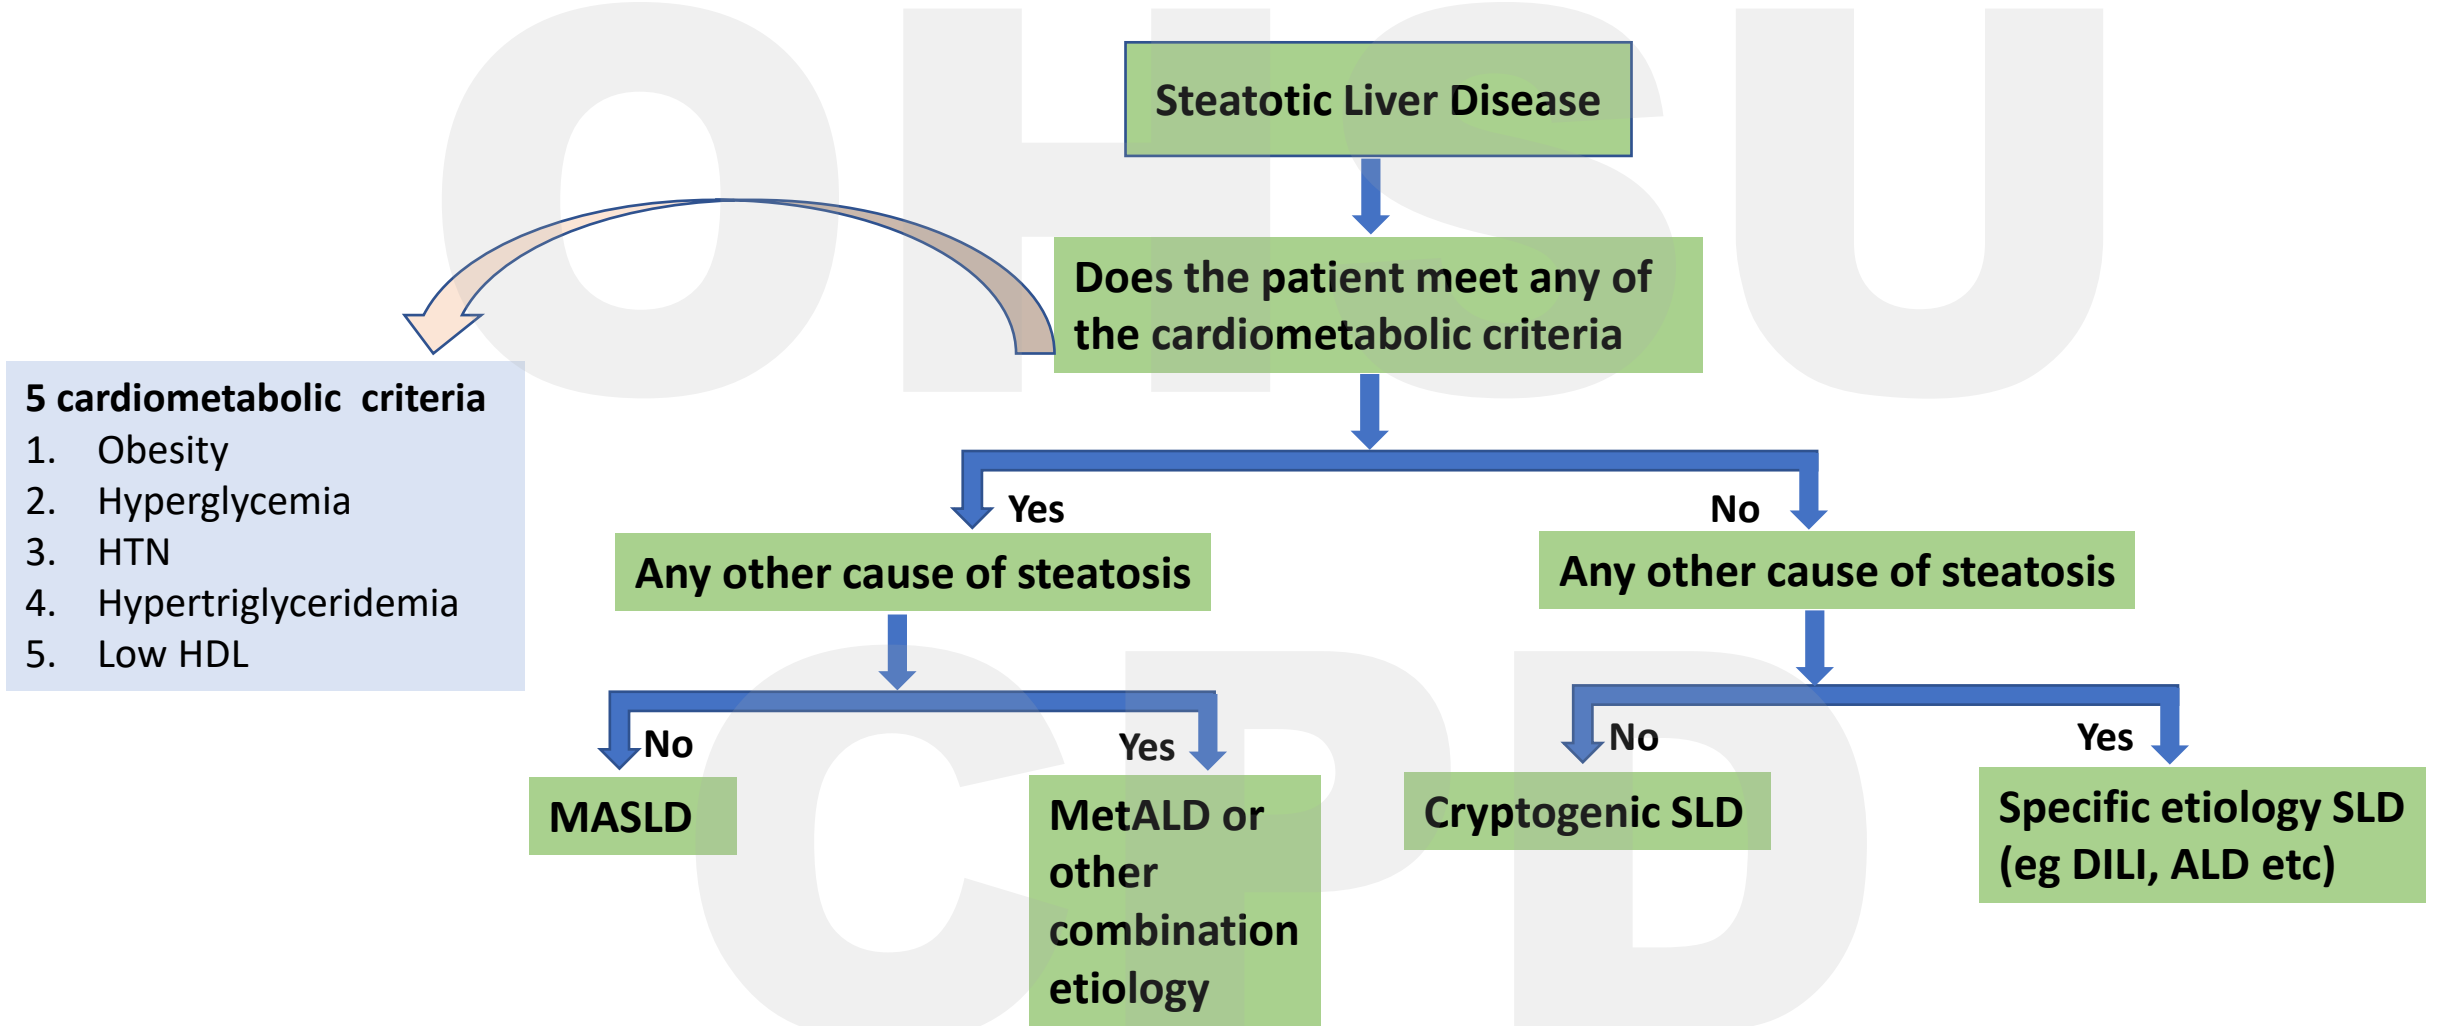 OHSU
CPD
Steatotic Liver Disease
Does the patient meet any of
the cardiometabolic criteria
5 cardiometabolic criteria
1. Obesity
2. Hyperglycemia
3. HTN
4. Hypertriglyceridemia
5. Low HDL
Yes
No
Any other cause of steatosis
Any other cause of steatosis
No
Yes
No
Yes
MASLD
MetALD or
other
combination
etiology
Cryptogenic SLD
Specific etiology SLD
(eg DILI, ALD etc)